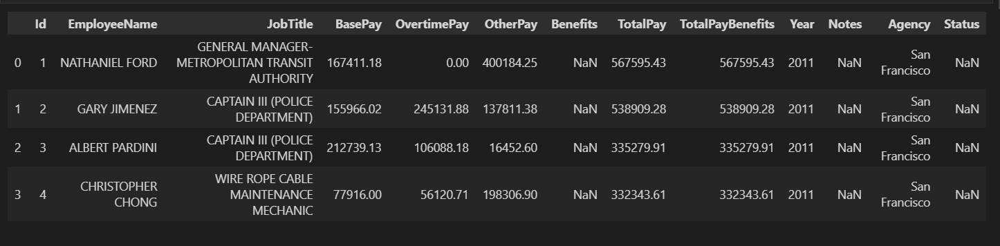 Id EmployeeName JobTitle BasePay OvertimePay OtherPay Benefits TotalPay TotalPayBenefits Year Notes Agency Status
GENERAL MANAGER-
0 1 NATHANIEL FORD METROPOLITAN TRANSIT 167411.18 0.00 400184.25 NaN 567595.43 567595.43 2011 NaN San NaN
AUTHORITY Francisco
1 2 GARY JIMENEZ CAPTAIN III (POLICE 155966.02 245131.88 137811.38 NaN 538909.28 538909.28 2011 NaN San NaN
DEPARTMENT) Francisco
2 3 ALBERT PARDINI CAPTAIN III (POLICE 212739.13 106088.18 16452.60 NaN 335279.91 335279.91 2011 NaN San NaN
DEPARTMENT) Francisco
CHRISTOPHER WIRE ROPE CABLE San
3 4 CHONG MAINTENANCE 77916.00 56120.71 198306.90 NaN 332343.61 332343.61 2011 NaN Francisco NaN
MECHANIC